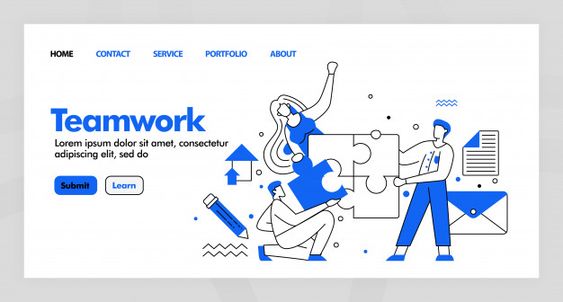 HOME CONTACT SERVICE PORTFOLIO ABOUT
Teamwork
Lorem ipsum dolor sit amet, consectetur
adipiscing elit, sed do
Submit Learn